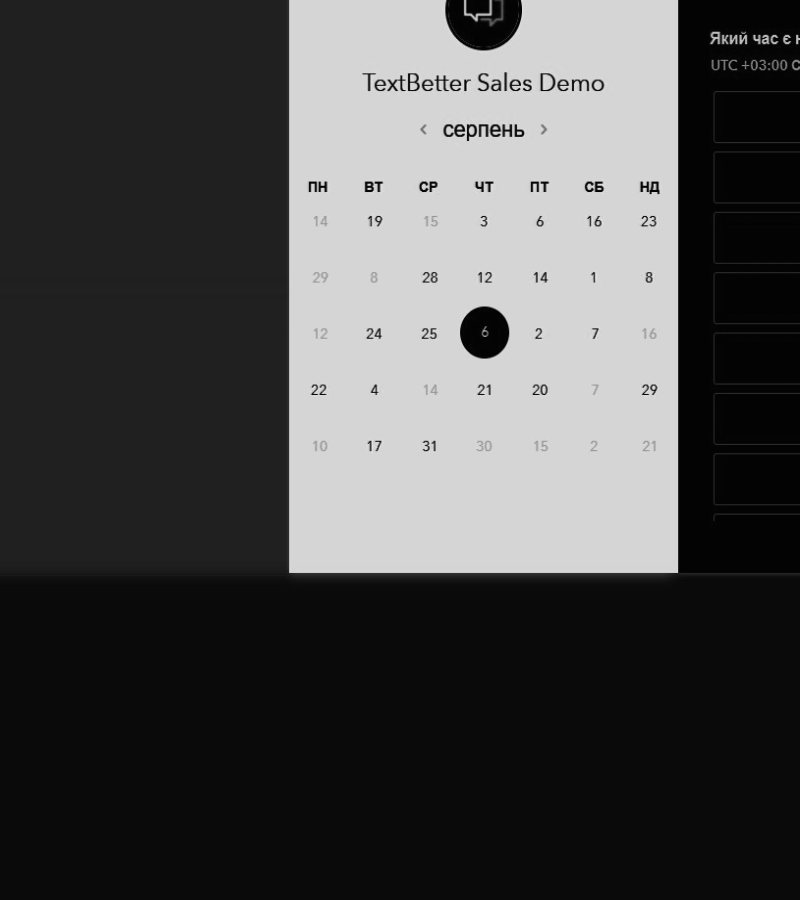 TextBetter Sales Demo
серпень
ПН ВТ СР ЧТ ПТ СБ НД
14 19 15 3 6 16 23
29 8 28 12 14 1 8
12 24 25 6 2 7 16
22 4 14 21 20 7 29
10 17 31 30 15 2 21
Який час є
UTC +03:00